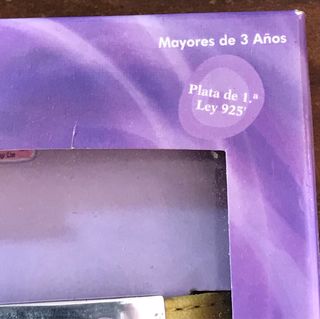 Mayores de 3 Años
Plata de 1.ª
Ley 925'